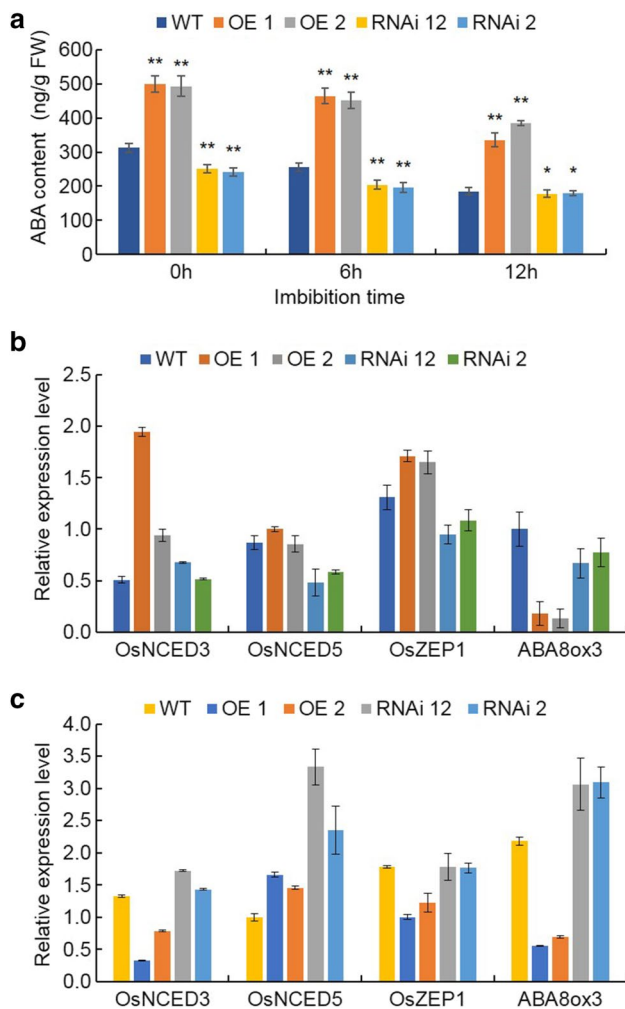 a
WT OE 1 OE 2 RNAi 12 RNAi 2
ABA content (ng/g FW)
600
500
400
300
200
100
0
** ** ** ** ** ** ** ** ** ** * *
0h 6h 12h
Imbibition time
b
WT OE 1 OE 2 RNAi 12 RNAi 2
Relative expression level
2.5
2.0
1.5
1.0
0.5
0.0
OsNCED3 OsNCED5 OsZEP1 ABA8ox3
c
WT OE 1 OE 2 RNAi 12 RNAi 2
Relative expression level
4.0
3.5
3.0
2.5
2.0
1.5
1.0
0.5
0.0
OsNCED3 OsNCED5 OsZEP1 ABA8ox3